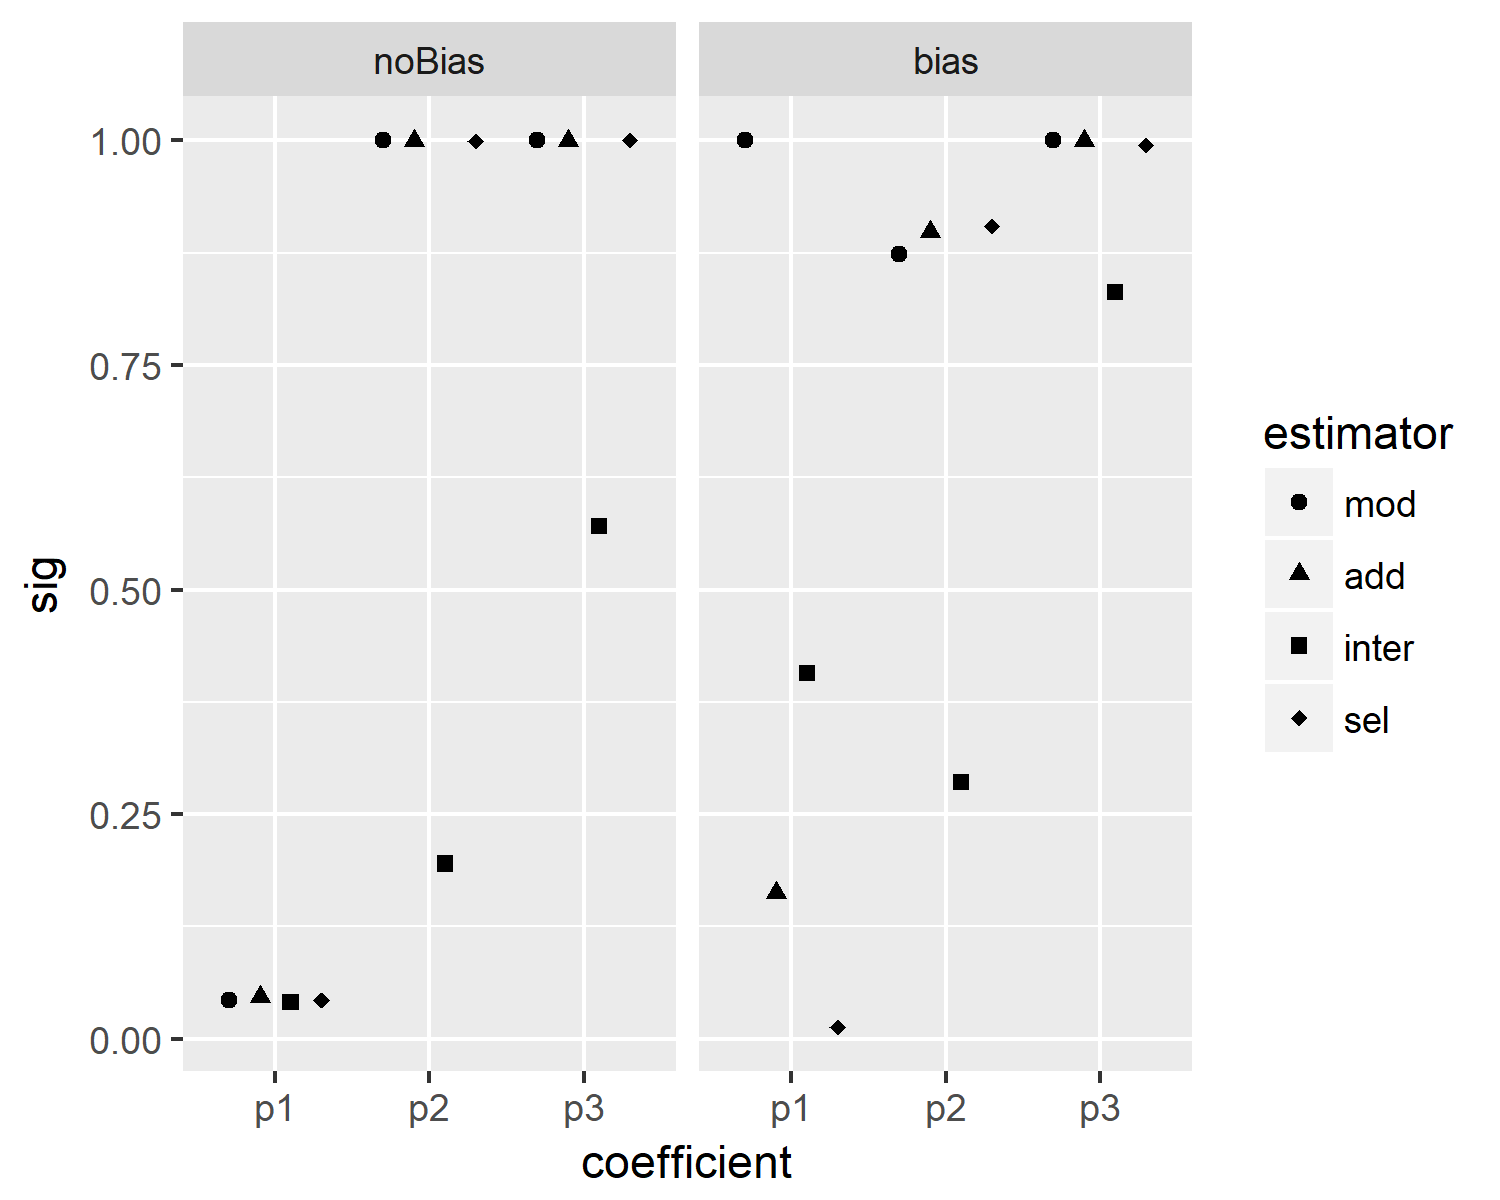 noBias
bias
1.00
0.75
0.50
0.25
0.00
sig
p1
p2
p3
p1
p2
p3
coefficient
estimator
mod
add
inter
sel